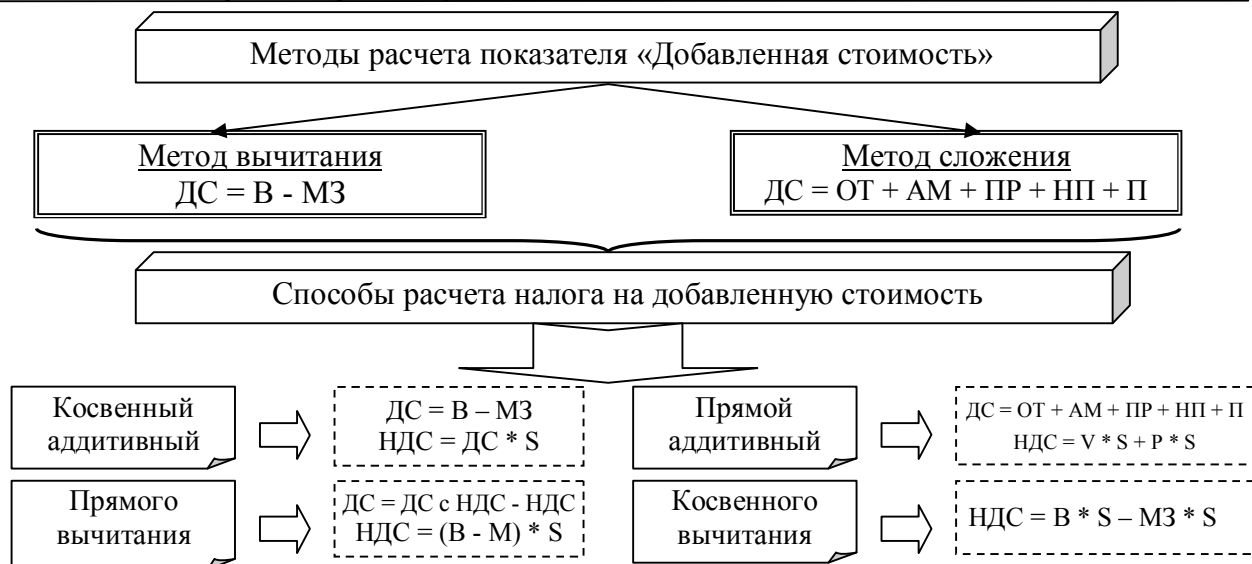 Методы расчета показателя «Добавленная стоимость»
Метод вычитания
ДС = В - МЗ
Метод сложения
ДС = ОТ + АМ + ПР + НП + П
Способы расчета налога на добавленную стоимость
Косвенный
аддитивный
ДС = В – МЗ
НДС = ДС * S
Прямой
аддитивный
ДС = ОТ + АМ + ПР + НП + П
НДС = V * S + P * S
Прямого
вычитания
ДС = ДС с НДС - НДС
НДС = (В - М) * S
Косвенного
вычитания
НДС = В * S – МЗ * S